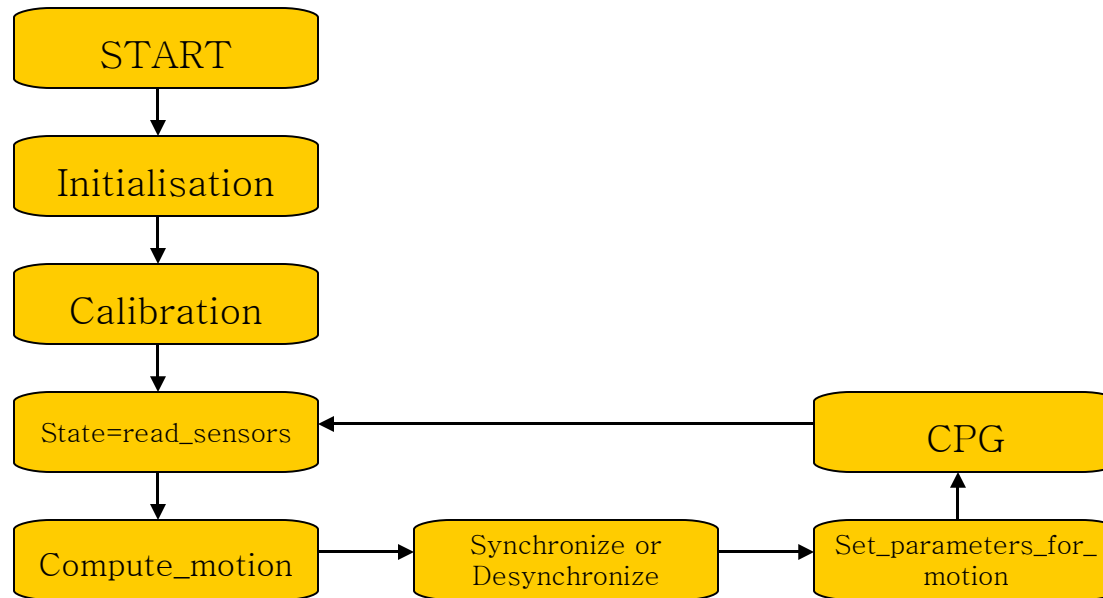 START
Initialisation
Calibration
State=read_sensors
CPG
Compute_motion
Synchronize or
Desynchronize
Set_parameters_for_
motion